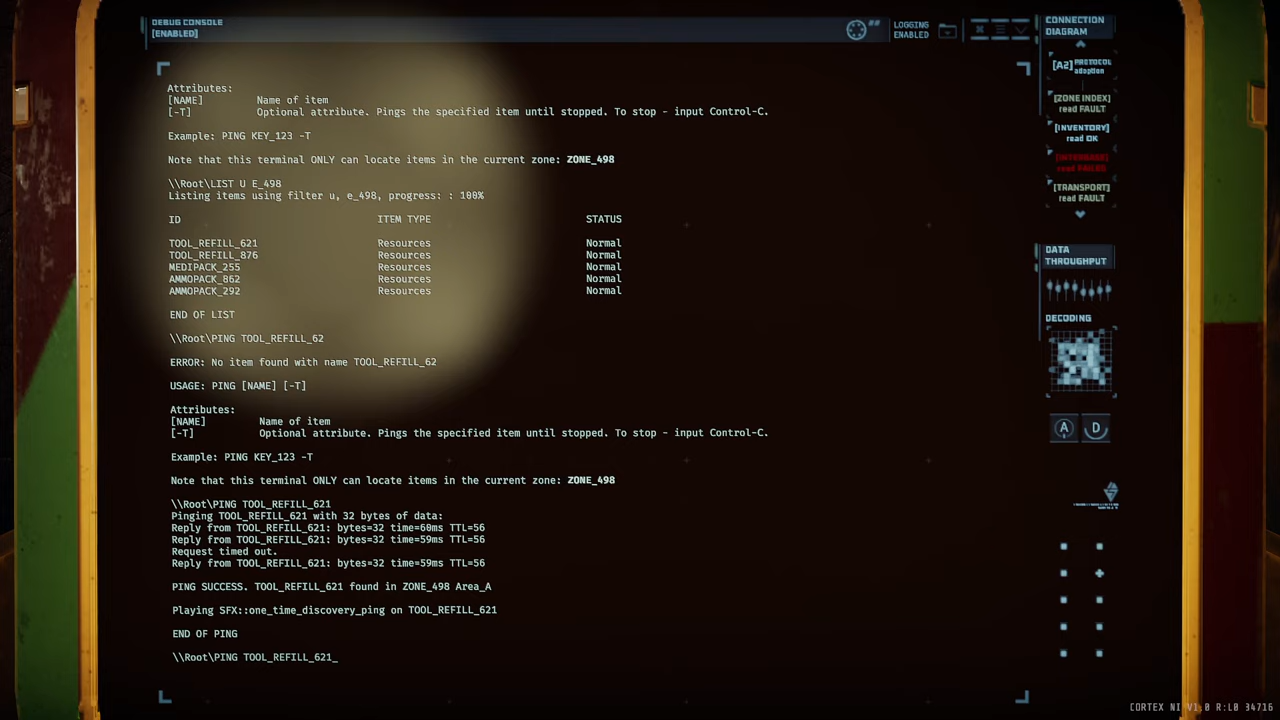 DEBUG CONSOLE
[ENABLED]
LOGGING
ENABLED
Attributes:
[NAME] Name of item
[-T] Optional attribute. Pings the specified item until stopped. To stop - input Control-C.
Example: PING KEY_123 -T
Note that this terminal ONLY can locate items in the current zone: ZONE_498
\\Root\LIST U E_498
Listing items using filter u, e_498, progress: : 100%
ID ITEM TYPE STATUS
TOOL_REFILL_621 Resources Normal
TOOL_REFILL_876 Resources Normal
MEDIPACK_255 Resources Normal
AMMOPACK_862 Resources Normal
AMMOPACK_292 Resources Normal
END OF LIST
\\Root\PING TOOL_REFILL_62
ERROR: No item found with name TOOL_REFILL_62
USAGE: PING [NAME] [-T]
Attributes:
[NAME] Name of item
[-T] Optional attribute. Pings the specified item until stopped. To stop - input Control-C.
Example: PING KEY_123 -T
Note that this terminal ONLY can locate items in the current zone: ZONE_498
\\Root\PING TOOL_REFILL_621
Pinging TOOL_REFILL_621 with 32 bytes of data:
Reply from TOOL_REFILL_621: bytes=32 time=60ms TTL=56
Reply from TOOL_REFILL_621: bytes=32 time=59ms TTL=56
Request timed out.
Reply from TOOL_REFILL_621: bytes=32 time=59ms TTL=56
PING SUCCESS. TOOL_REFILL_621 found in ZONE_498 Area_A
Playing SFX::one_time_discovery_ping on TOOL_REFILL_621
END OF PING
\\Root\PING TOOL_REFILL_621_
CONNECTION
DIAGRAM
[A2] PROTOCOL
adoption
[ZONE INDEX]
read FAULT
[INVENTORY]
read OK
read FAILED
[TRANSPORT]
read FAULT
DATA
THROUGHPUT
DECODING
A D
CORTEX NI V1.0 R:L0 34716